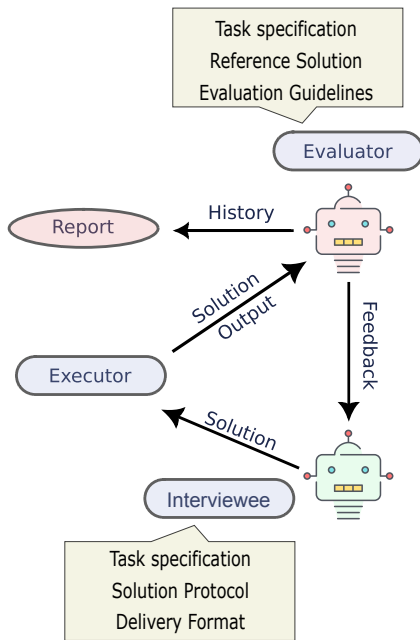 Task specification
Reference Solution
Evaluation Guidelines
Evaluator
History
Report
Solution
Output
Feedback
Executor
Solution
Interviewee
Task specification
Solution Protocol
Delivery Format